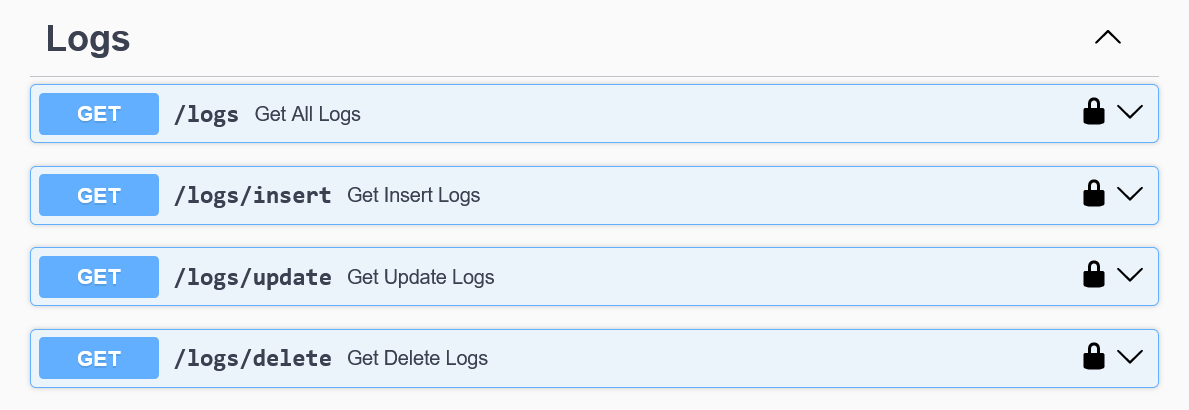 Logs
GET /logs Get All Logs
GET /logs/insert Get Insert Logs
GET /logs/update Get Update Logs
GET /logs/delete Get Delete Logs